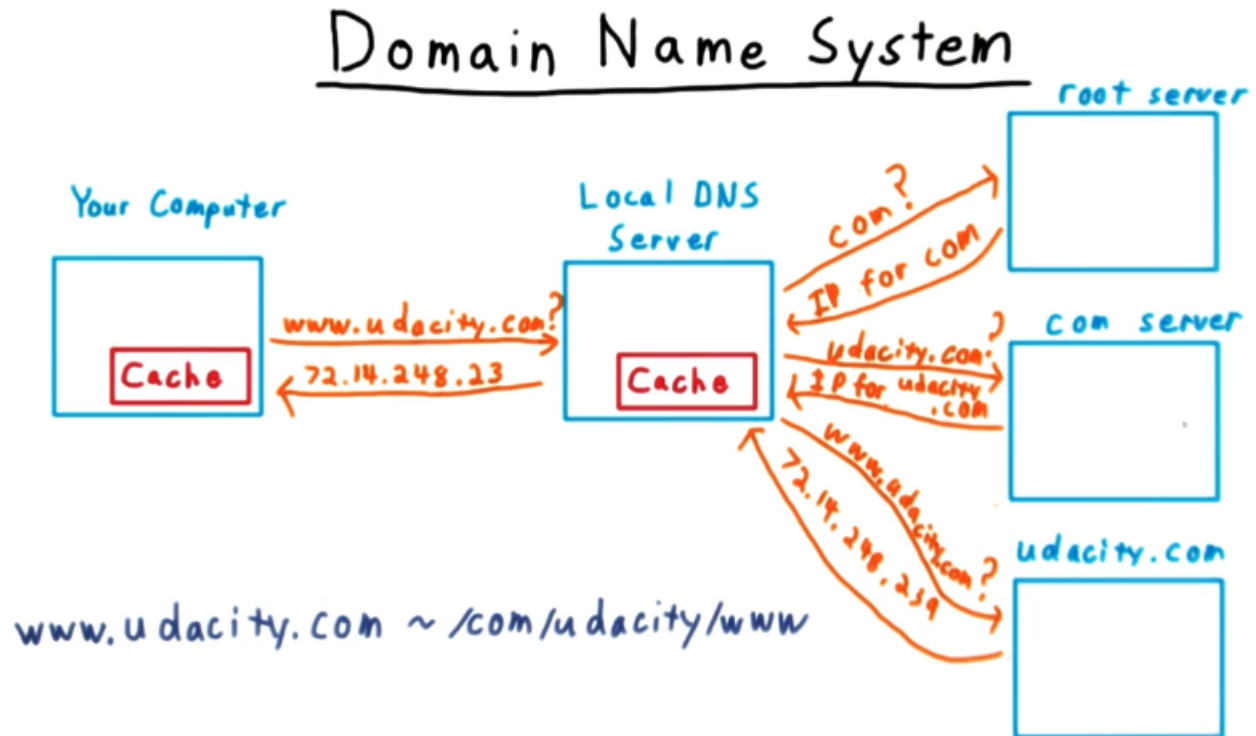 Domain Name System
root server
Your Computer
Local DNS
Server
com?
IP for com
www.udacity.com?
72.14.248.23
Cache
Cache
com server
udacity.com?
IP for udacity
.com
www.udacity.com?
72.14.248.239
udacity.com
www.udacity.com ~ /com/udacity/www